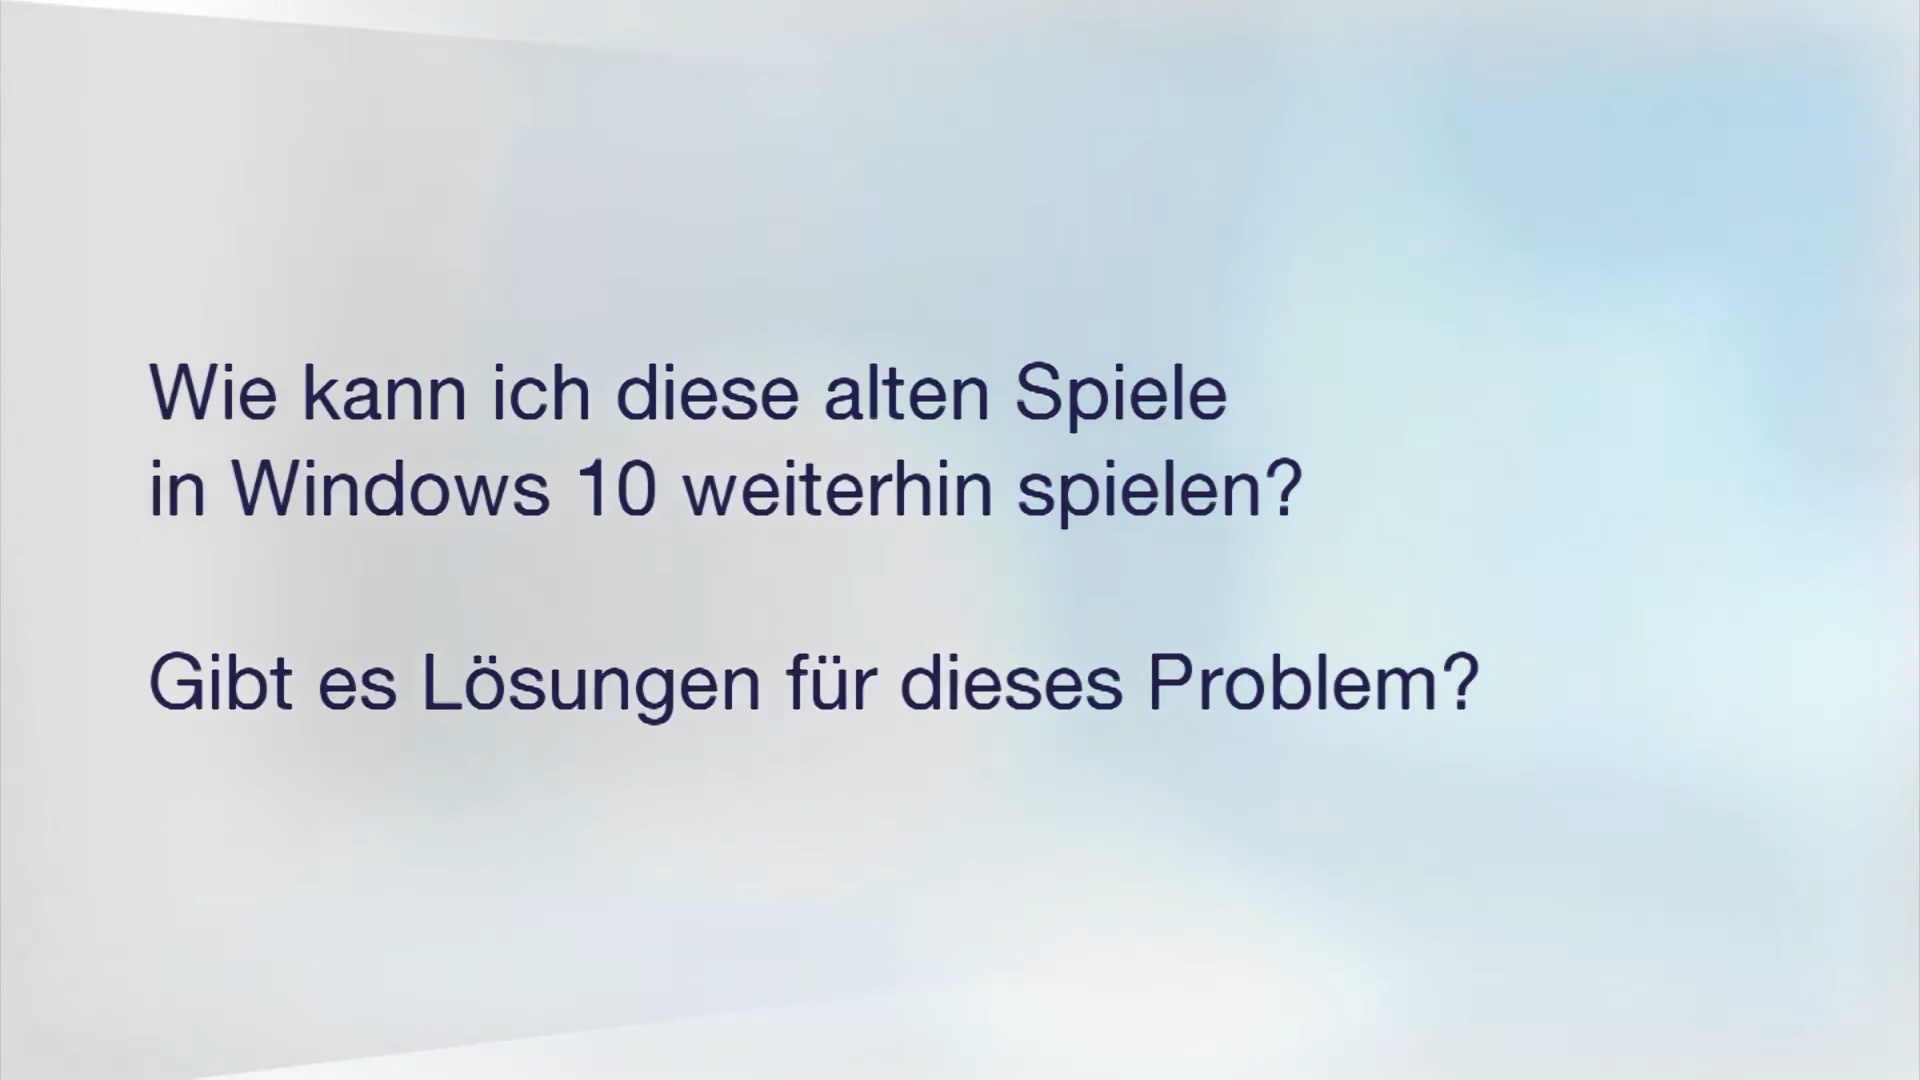 Wie kann ich diese alten Spiele
in Windows 10 weiterhin spielen?
Gibt es Lösungen für dieses Problem?